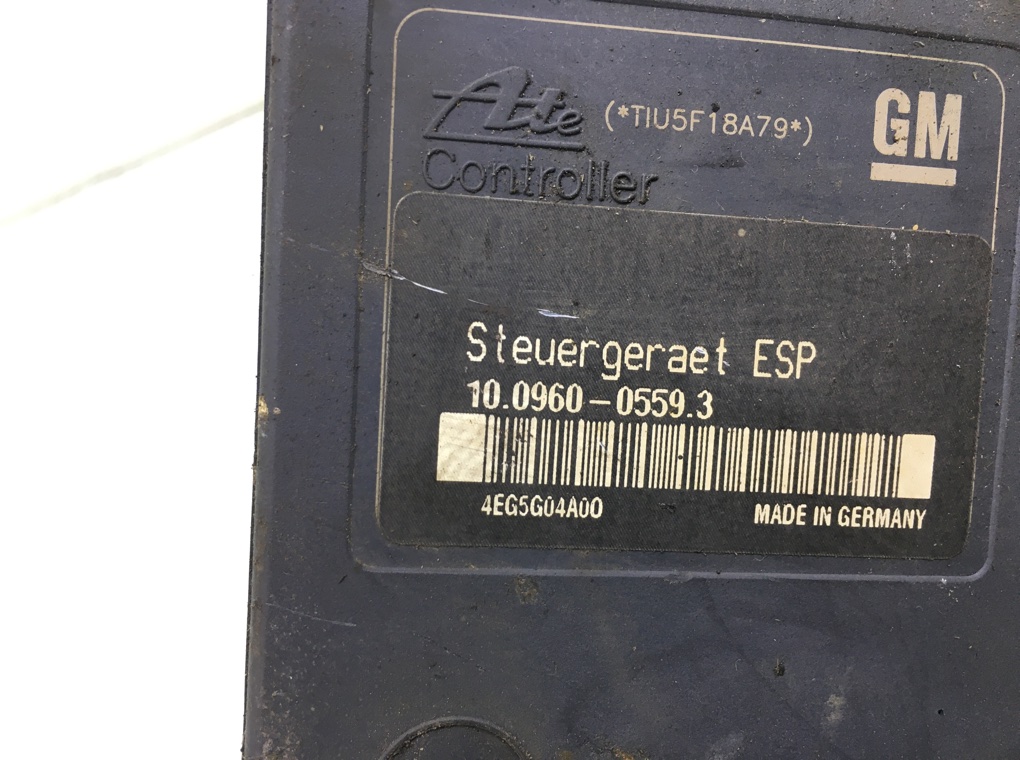 Ate (*TIU5F18A79*) GM
Controller
Steuergeraet ESP
10.0960-0559.3
4EG5G04A00 MADE IN GERMANY